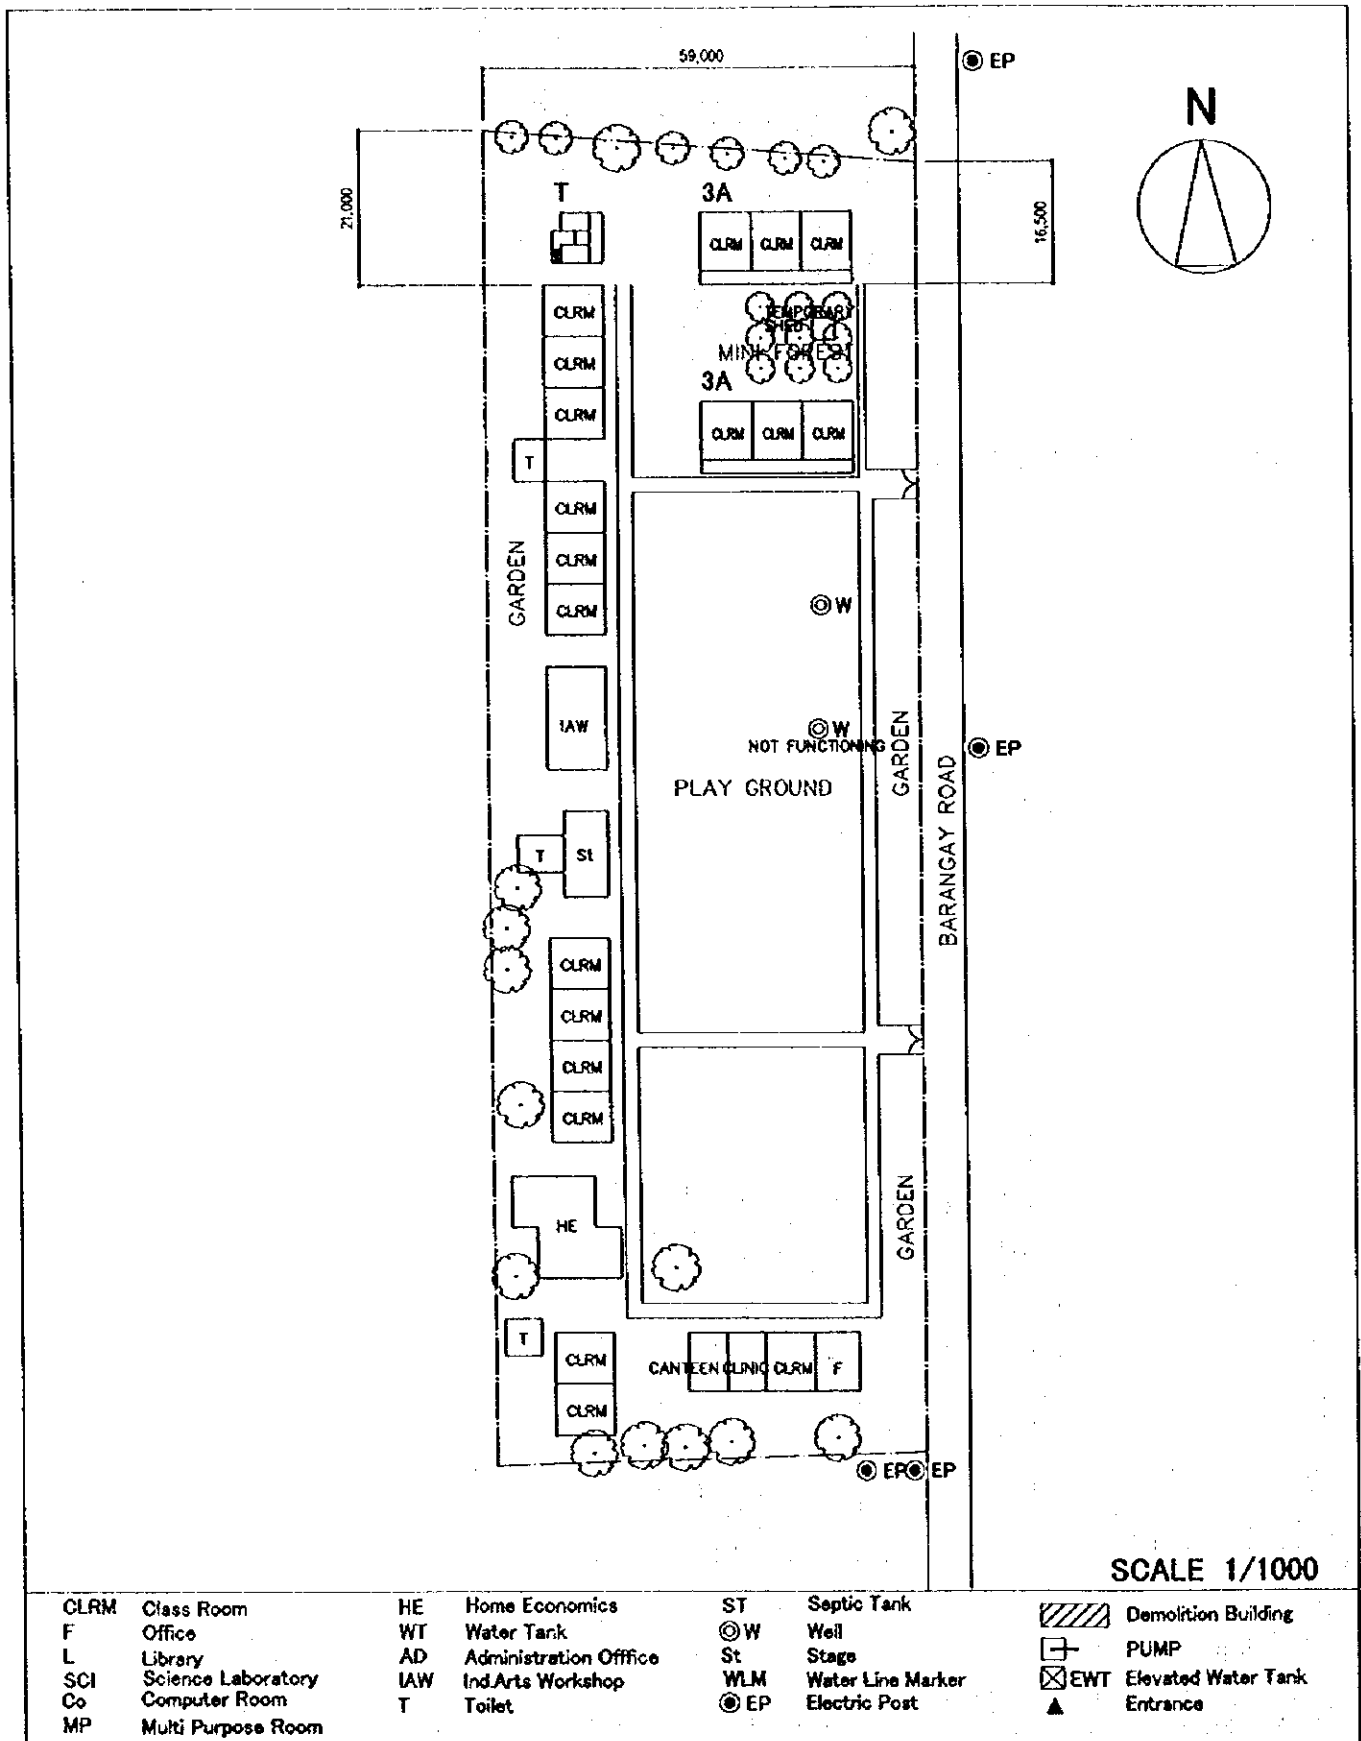 59,000
EP
N
21,000
16,500
T
3A
CLRM CLRM CLRM
CLRM
TEMPORARY
SHED
MINI FOREST
CLRM
3A
CLRM
CLRM CLRM CLRM
T
CLRM
GARDEN
CLRM
CLRM
W
IAW
W
NOT FUNCTIONING
GARDEN
EP
PLAY GROUND
BARANGAY ROAD
T St
CLRM
CLRM
CLRM
CLRM
GARDEN
HE
T
CLRM
CANTEEN CLINIC CLRM F
CLRM
EP EP
SCALE 1/1000
CLRM Class Room
F Office
L Library
SCI Science Laboratory
Co Computer Room
MP Multi Purpose Room
HE Home Economics
WT Water Tank
AD Administration Offfice
IAW Ind.Arts Workshop
T Toilet
ST Septic Tank
W Well
St Stage
WLM Water Line Marker
EP Electric Post
Demolition Building
PUMP
EWT Elevated Water Tank
Entrance